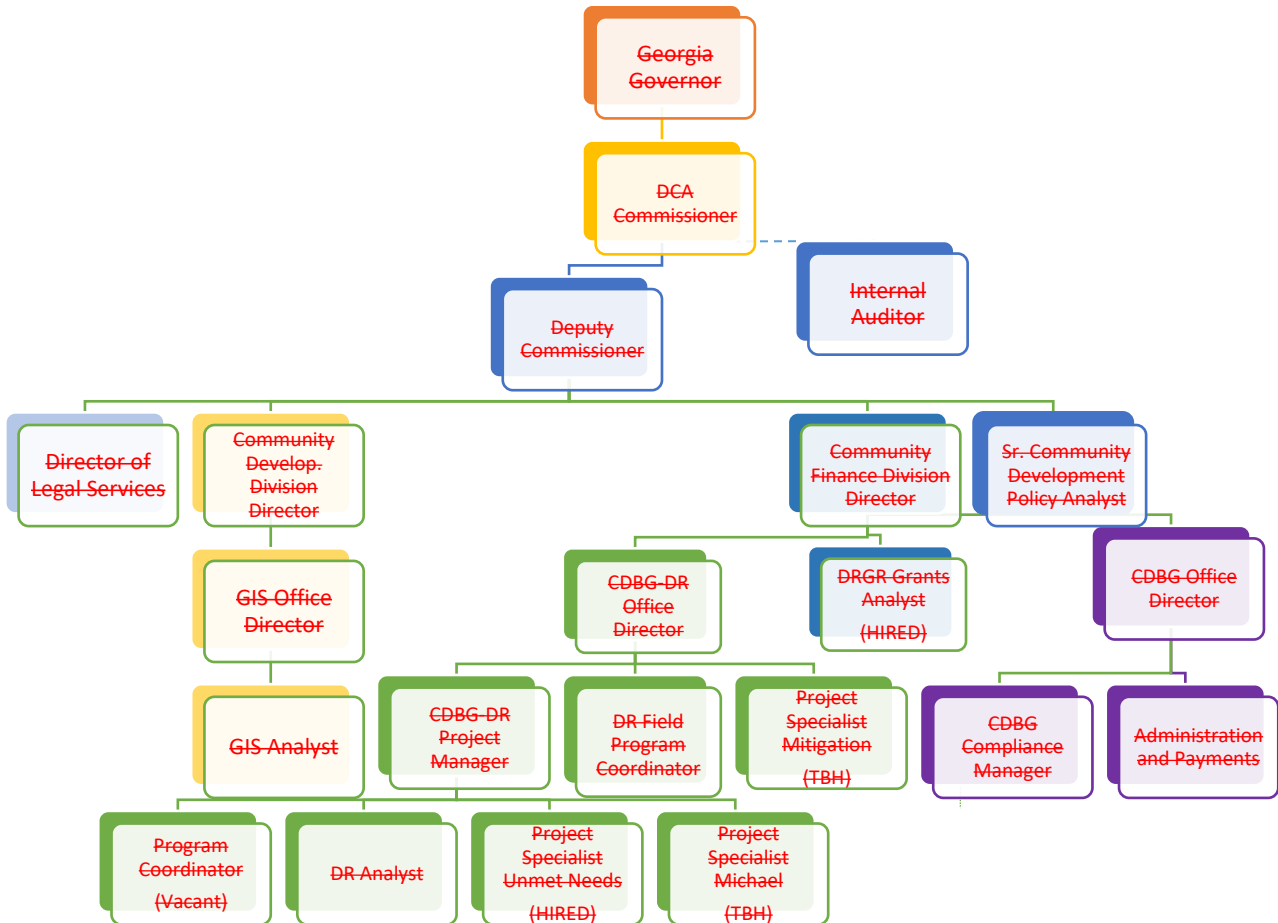 Georgia
Governor
DCA
Commissioner
Internal
Auditor
Deputy
Commissioner
Director of
Legal Services
Community
Develop.
Division
Director
Community
Finance Division
Director
Sr. Community
Development
Policy Analyst
GIS Office
Director
CDBG-DR
Office
Director
DRGR Grants
Analyst
(HIRED)
CDBG Office
Director
GIS Analyst
CDBG-DR
Project
Manager
DR Field
Program
Coordinator
Project
Specialist
Mitigation
(TBH)
CDBG
Compliance
Manager
Administration
and Payments
Program
Coordinator
(Vacant)
DR Analyst
Project
Specialist
Unmet Needs
(HIRED)
Project
Specialist
Michael
(TBH)